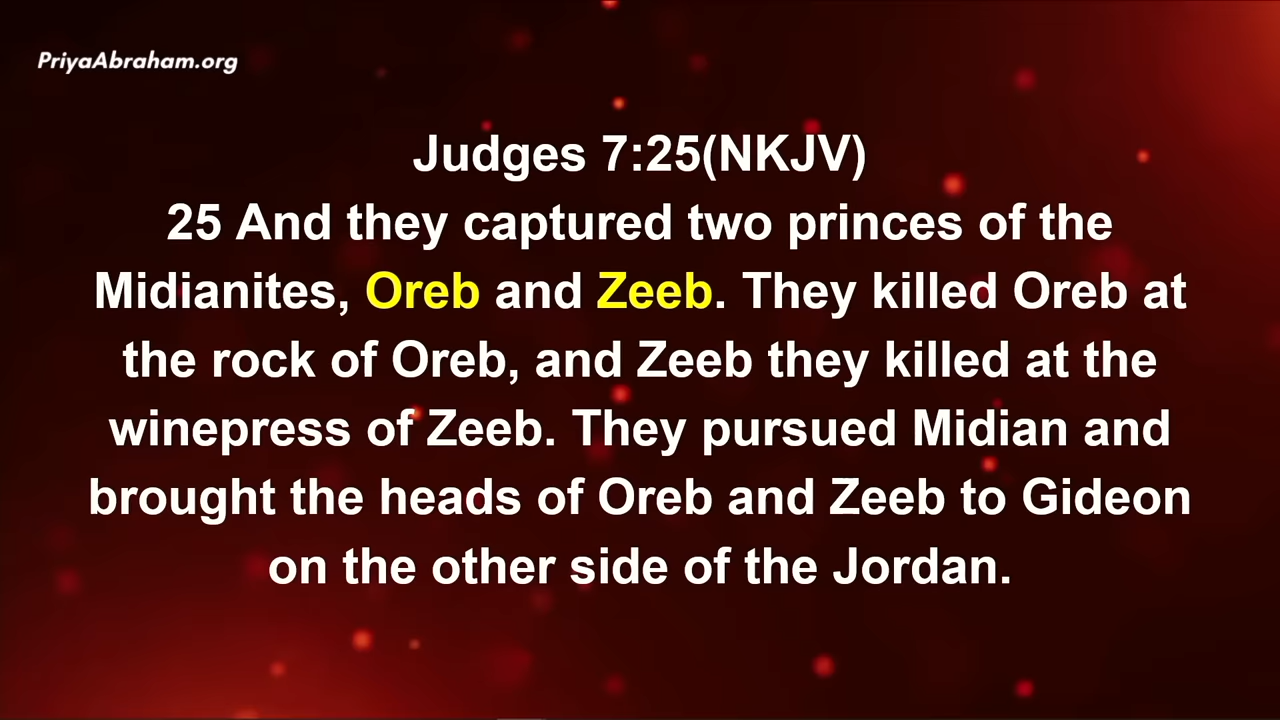 PriyaAbraham.org
Judges 7:25(NKJV)
25 And they captured two princes of the
Midianites, Oreb and Zeeb. They killed Oreb at
the rock of Oreb, and Zeeb they killed at the
winepress of Zeeb. They pursued Midian and
brought the heads of Oreb and Zeeb to Gideon
on the other side of the Jordan.